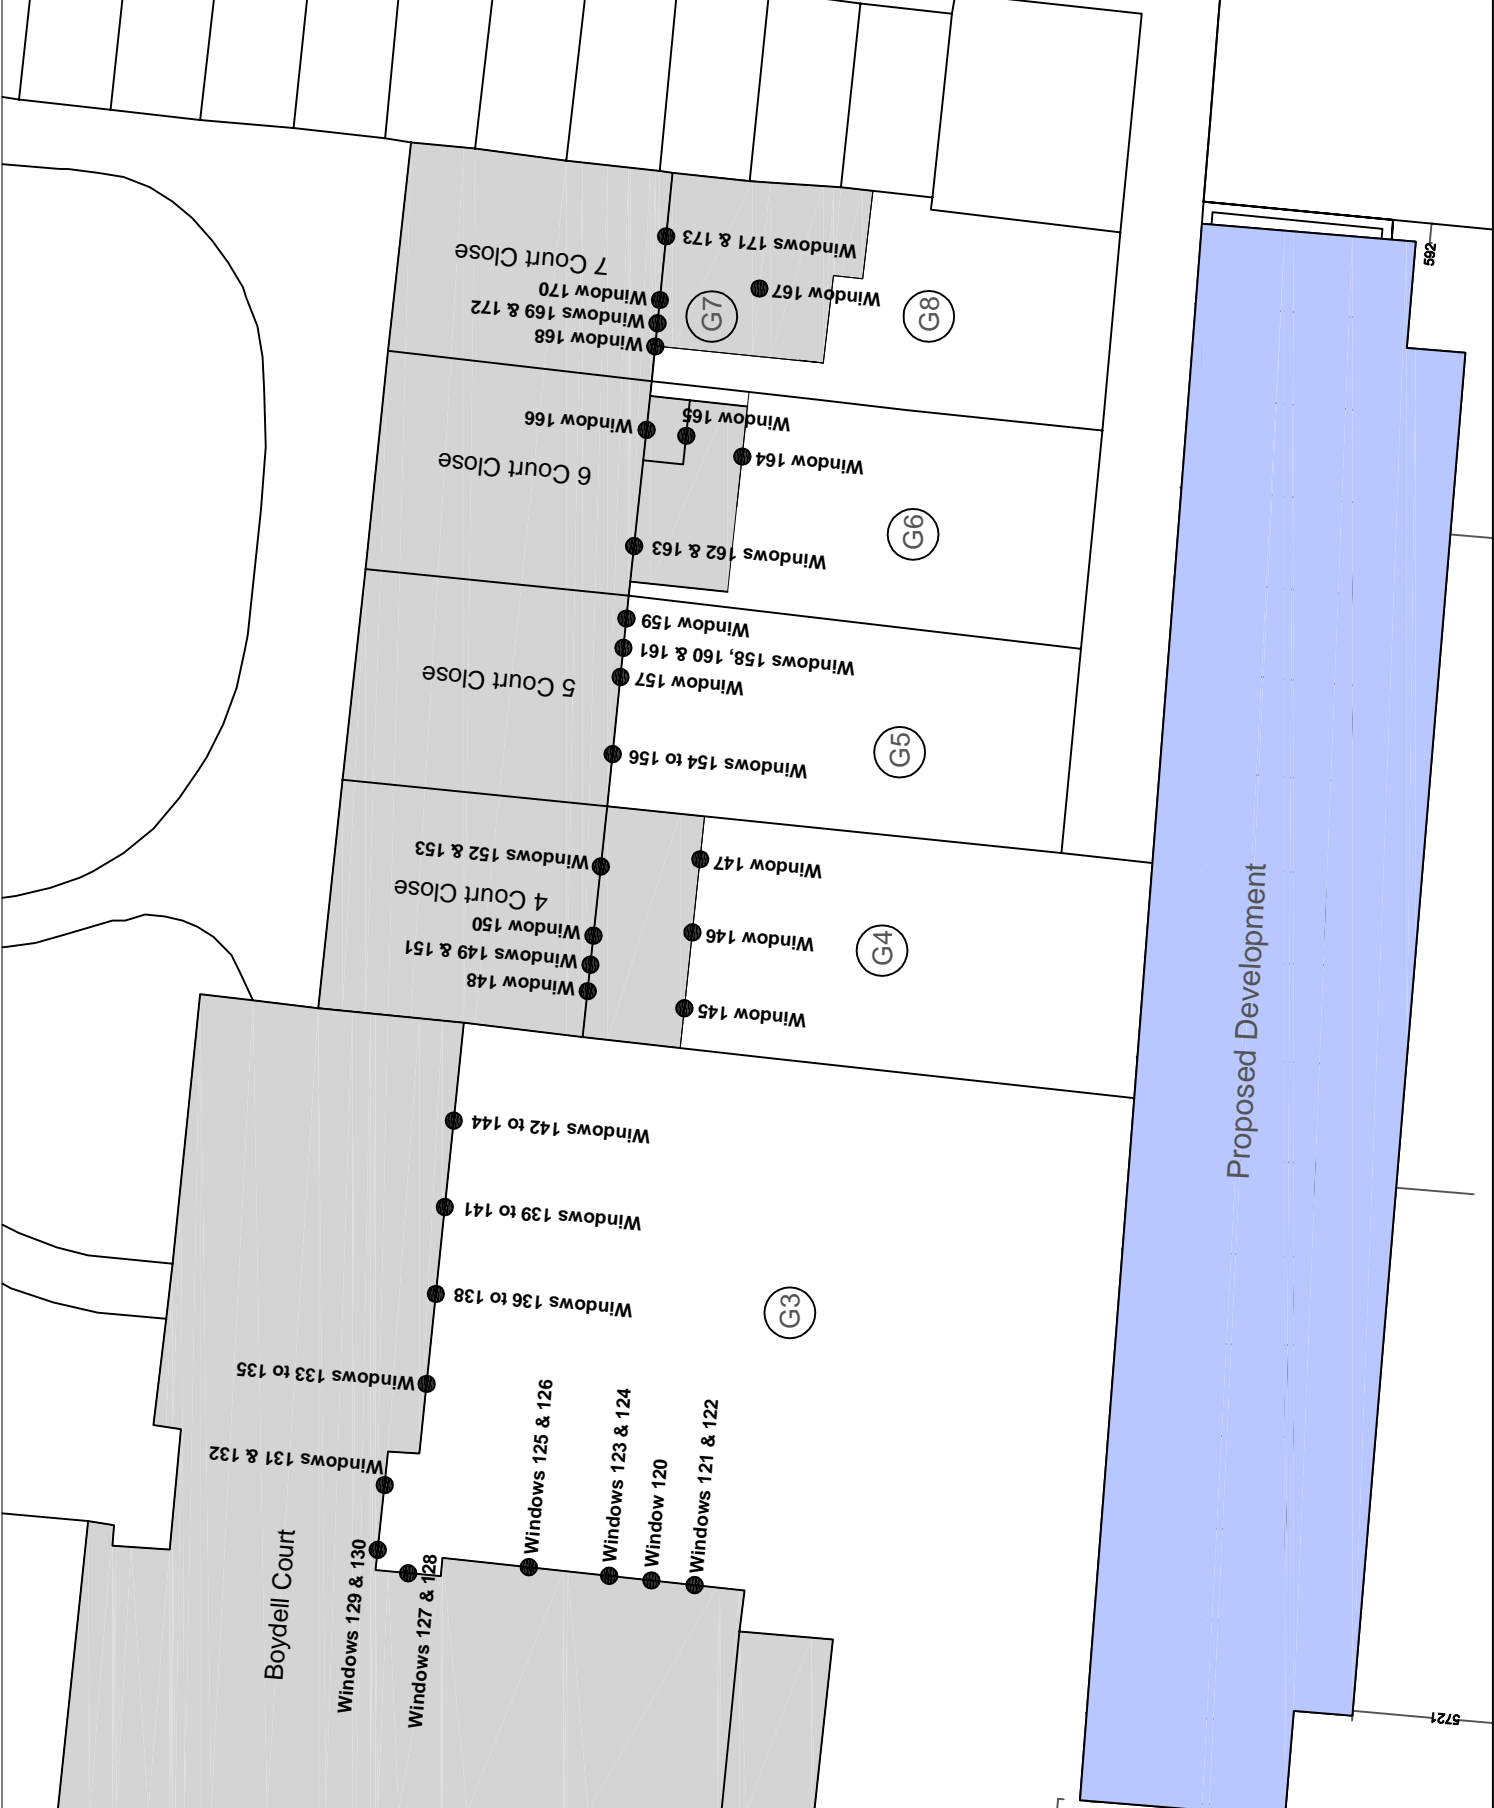 592
Windows 171 & 173
7 Court Close
Window 170
Window 167
Windows 169 & 172
G7
G8
Window 168
Window 166
Window 165
6 Court Close
Window 164
G6
Windows 162 & 163
Window 159
Windows 158, 160 & 161
5 Court Close
Window 157
G5
Windows 154 to 156
Windows 152 & 153
Window 147
4 Court Close
Window 150
Window 146
G4
Windows 149 & 151
Window 148
Window 145
Proposed Development
Windows 142 to 144
Windows 139 to 141
Windows 136 to 138
G3
Windows 133 to 135
Windows 131 & 132
Windows 125 & 126
Windows 123 & 124
Window 120
Windows 121 & 122
Boydell Court
Windows 129 & 130
Windows 127 & 128
5721